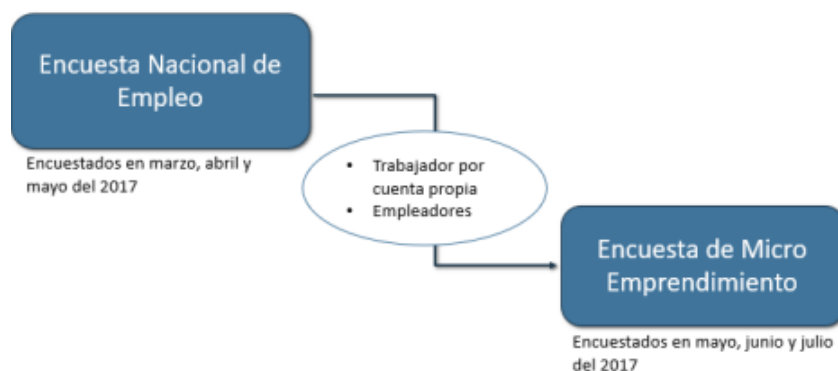 Encuesta Nacional de
Empleo
Encuestados en marzo, abril y
mayo del 2017
• Trabajador por
cuenta propia
• Empleadores
Encuesta de Micro
Emprendimiento
Encuestados en mayo, junio y julio
del 2017